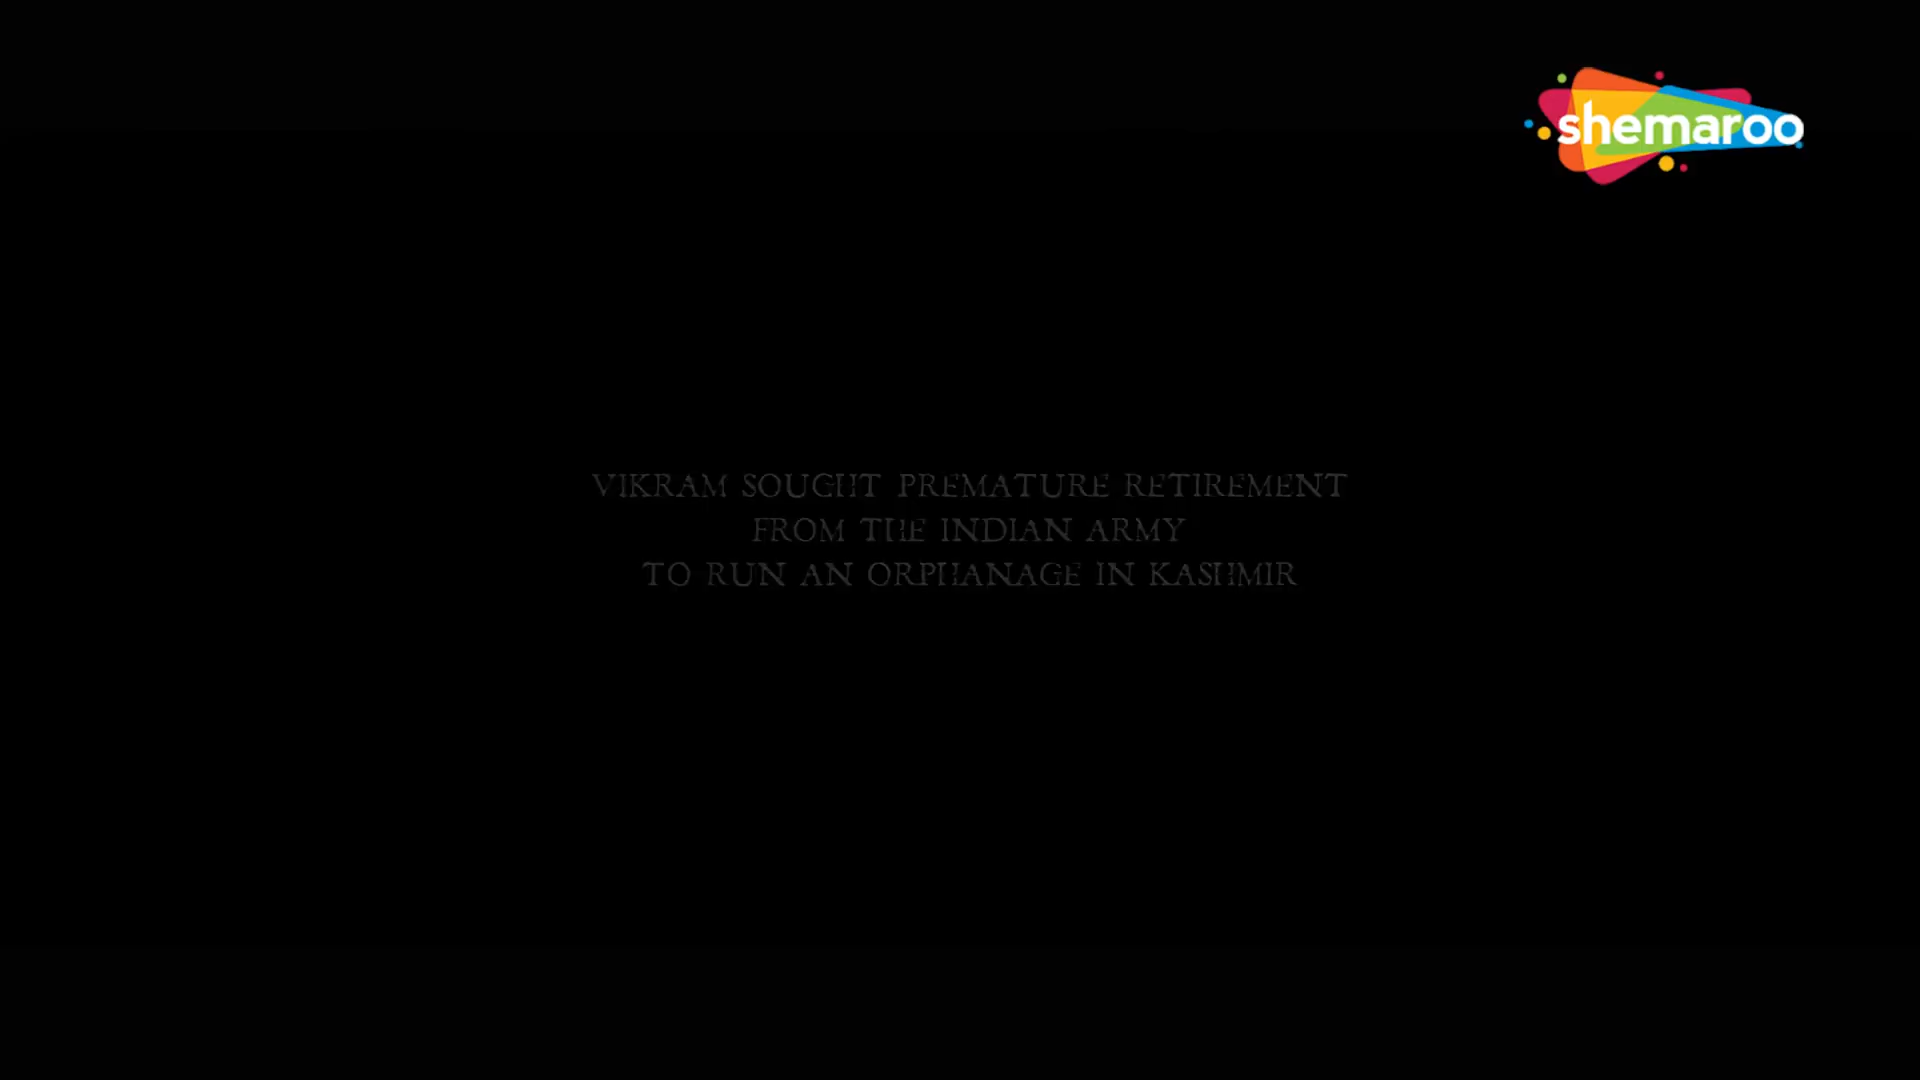 shemaroo
VIKRAM SOUGHT PREMATURE RETIREMENT
FROM THE INDIAN ARMY
TO RUN AN ORPHANAGE IN KASHMIR